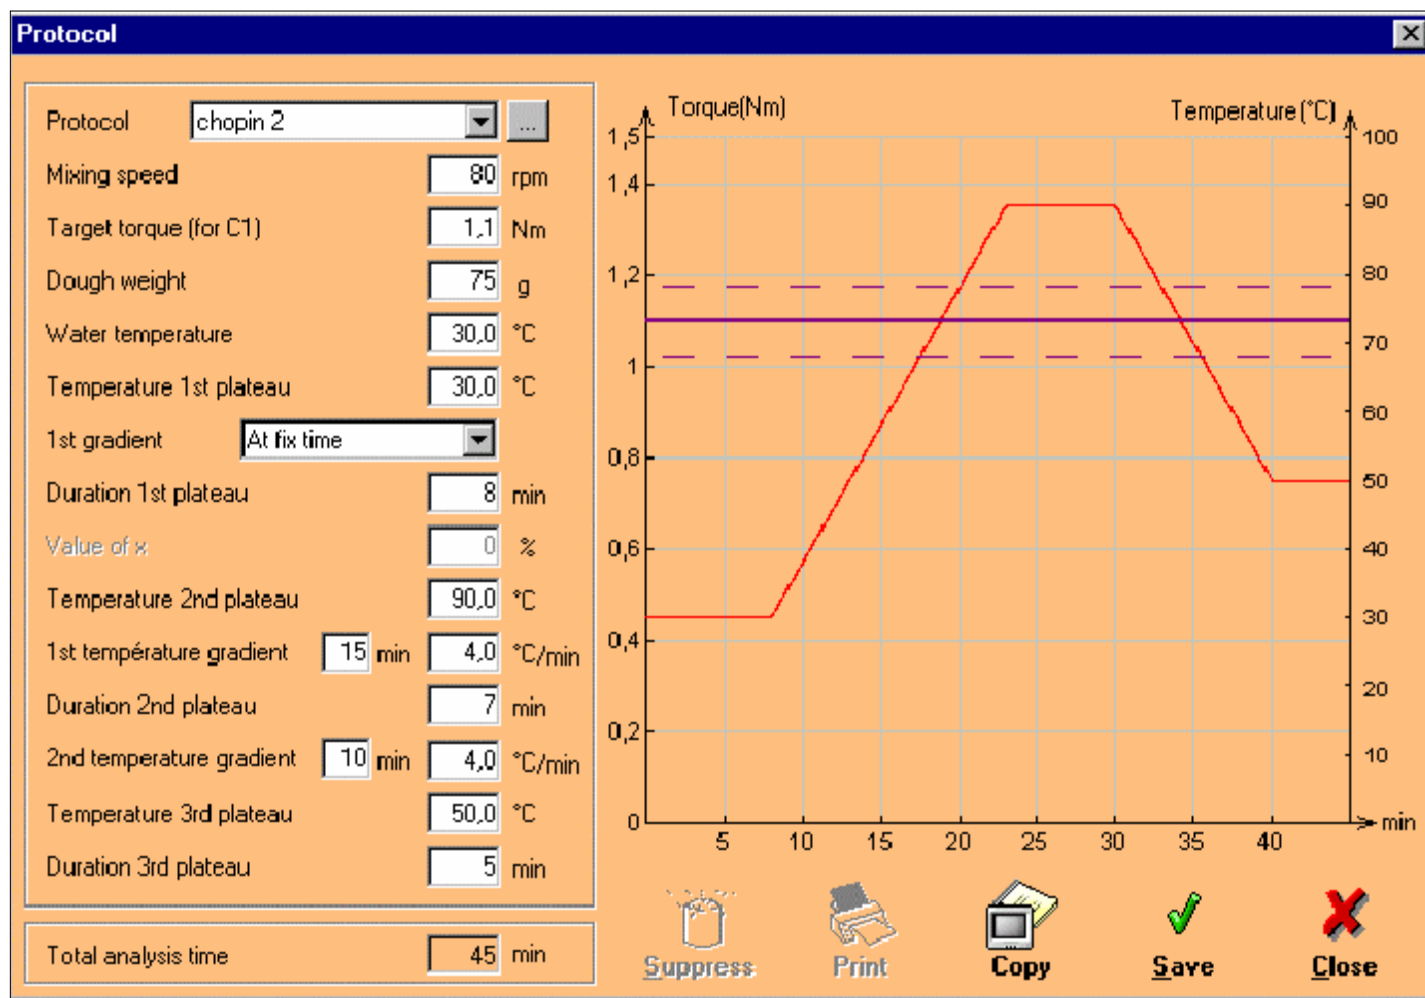 Protocol
Protocol chopin 2 ...
Mixing speed 80 rpm
Target torque (for C1) 1,1 Nm
Dough weight 75 g
Water temperature 30,0 °C
Temperature 1st plateau 30,0 °C
1st gradient At fix time
Duration 1st plateau 8 min
Value of x 0 %
Temperature 2nd plateau 90,0 °C
1st température gradient 15 min 4,0 °C/min
Duration 2nd plateau 7 min
2nd temperature gradient 10 min 4,0 °C/min
Temperature 3rd plateau 50,0 °C
Duration 3rd plateau 5 min
Total analysis time 45 min
Torque(Nm) Temperature (°C)
1,5 100
1,4 90
1,2 80
1 70
60
0,8 50
0,6 40
0,4 30
20
0,2 10
0 min
5 10 15 20 25 30 35 40
Suppress Print Copy Save Close